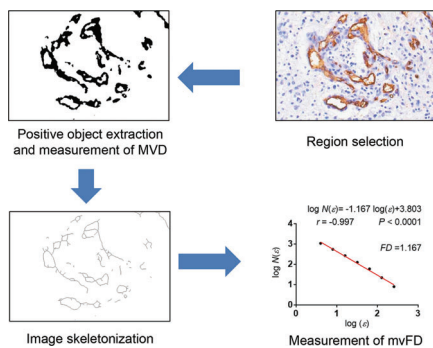 Positive object extraction
and measurement of MVD
Region selection
log N(ε)= -1.167 log(ε)+3.803
r = -0.997 P < 0.0001
FD =1.167
log N(ε)
4
3
2
1
0
0 1 2 3
log (ε)
Image skeletonization
Measurement of mvFD